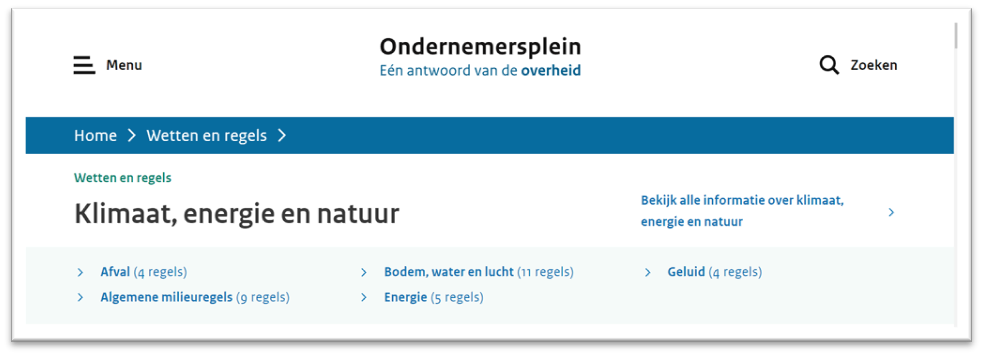 Menu
Ondernemersplein
Eén antwoord van de overheid
Zoeken
Home > Wetten en regels >
Wetten en regels
Klimaat, energie en natuur
Bekijk alle informatie over klimaat,
energie en natuur
Afval (4 regels)
Bodem, water en lucht (11 regels)
Geluid (4 regels)
Algemene milieuregels (9 regels)
Energie (5 regels)